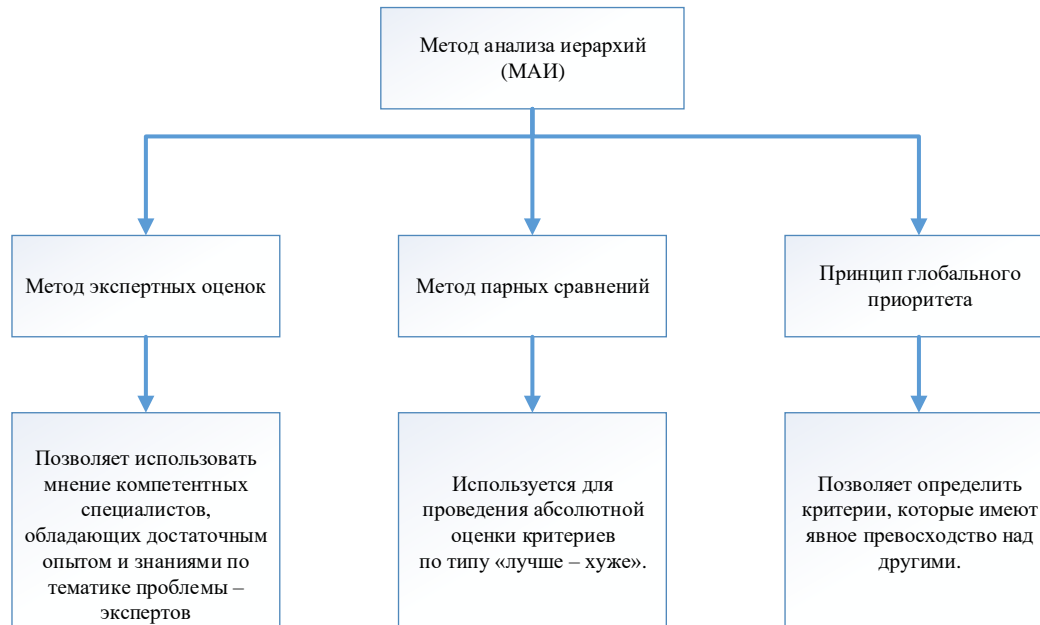 Метод анализа иерархий
(МАИ)
Метод экспертных оценок
Метод парных сравнений
Принцип глобального
приоритета
Позволяет использовать
мнение компетентных
специалистов,
обладающих достаточным
опытом и знаниями по
тематике проблемы –
экспертов
Используется для
проведения абсолютной
оценки критериев
по типу «лучше – хуже».
Позволяет определить
критерии, которые имеют
явное превосходство над
другими.